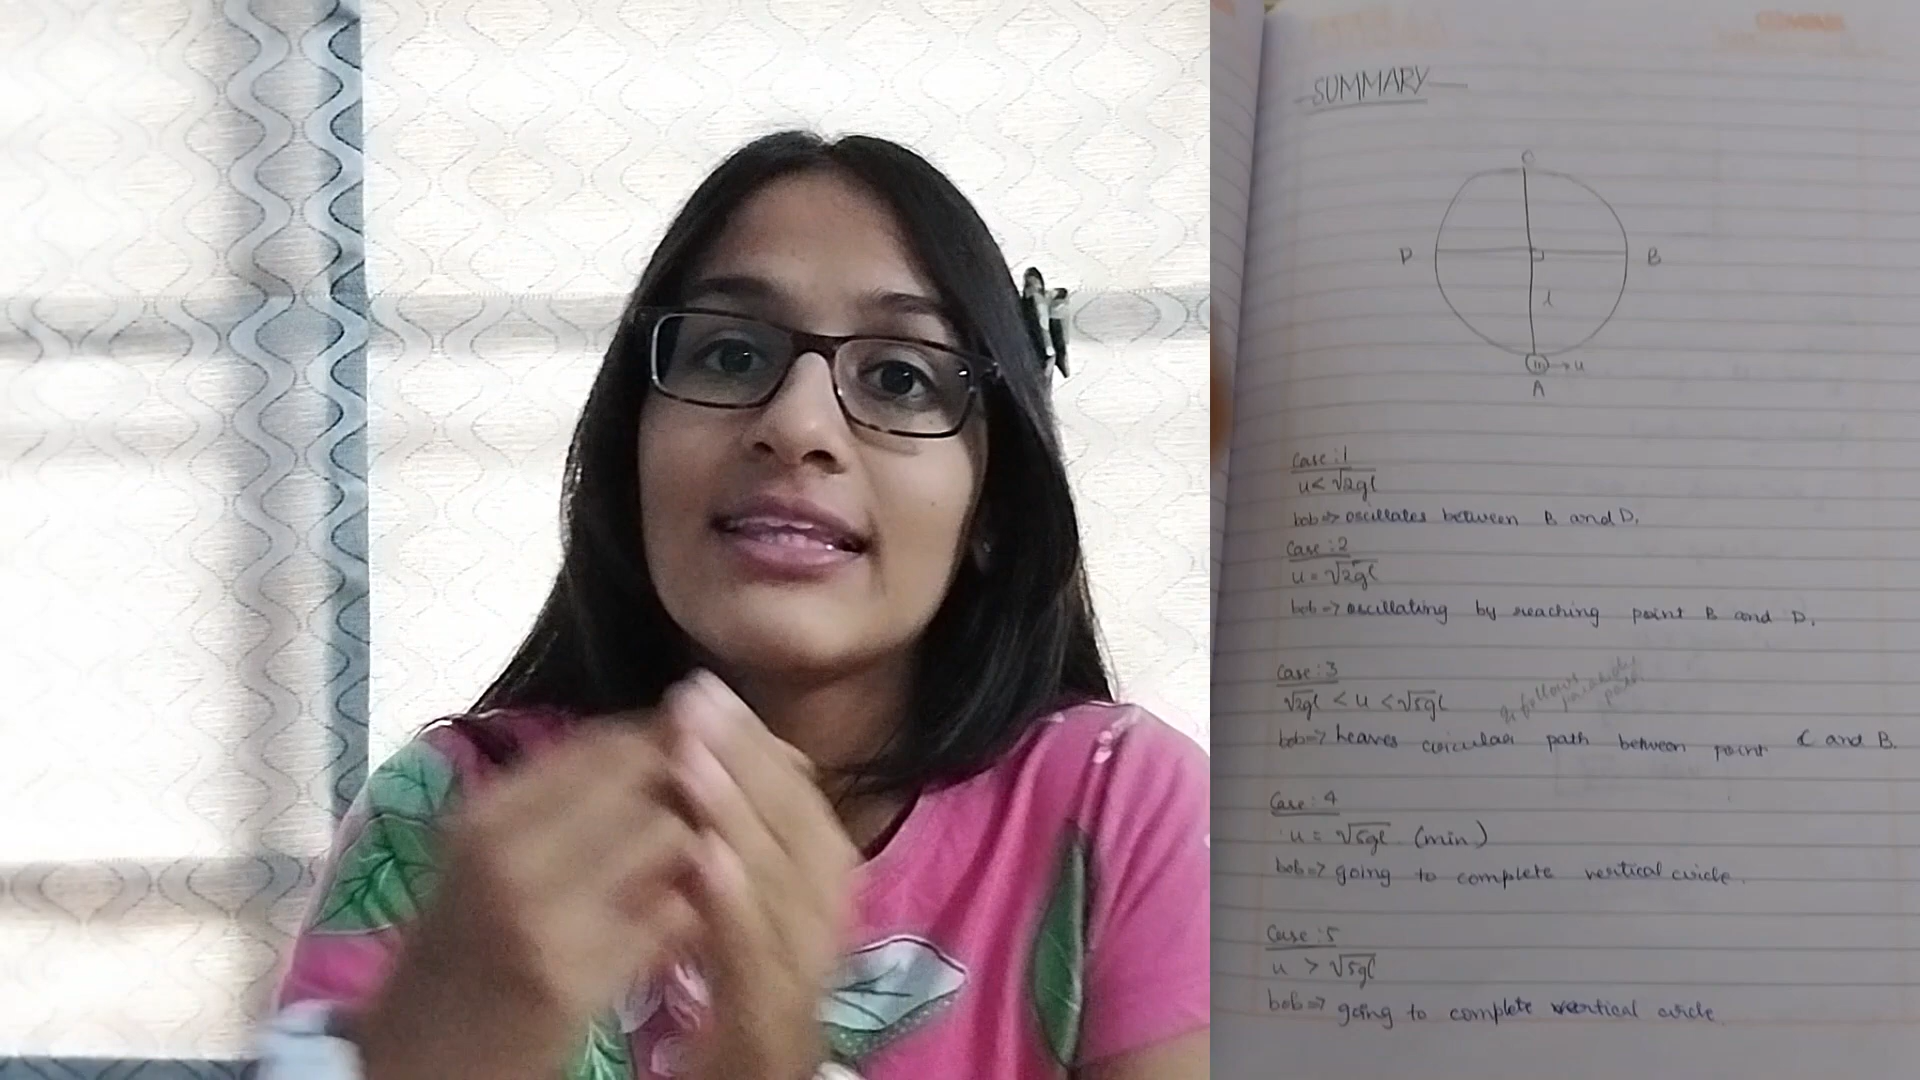 SUMMARY
C
D
B
l
m → u
A
Case : 1
u < √2gl
bob => oscillates between B and D.
Case : 2
u = √2gl
bob => oscillating by reaching point B and D.
Case : 3
√2gl < u < √5gl
& follows
path
bob => leaves circular path between point C and B.
Case : 4
u = √5gl (min)
bob => going to complete vertical circle.
Case : 5
u > √5gl
bob => going to complete vertical circle.